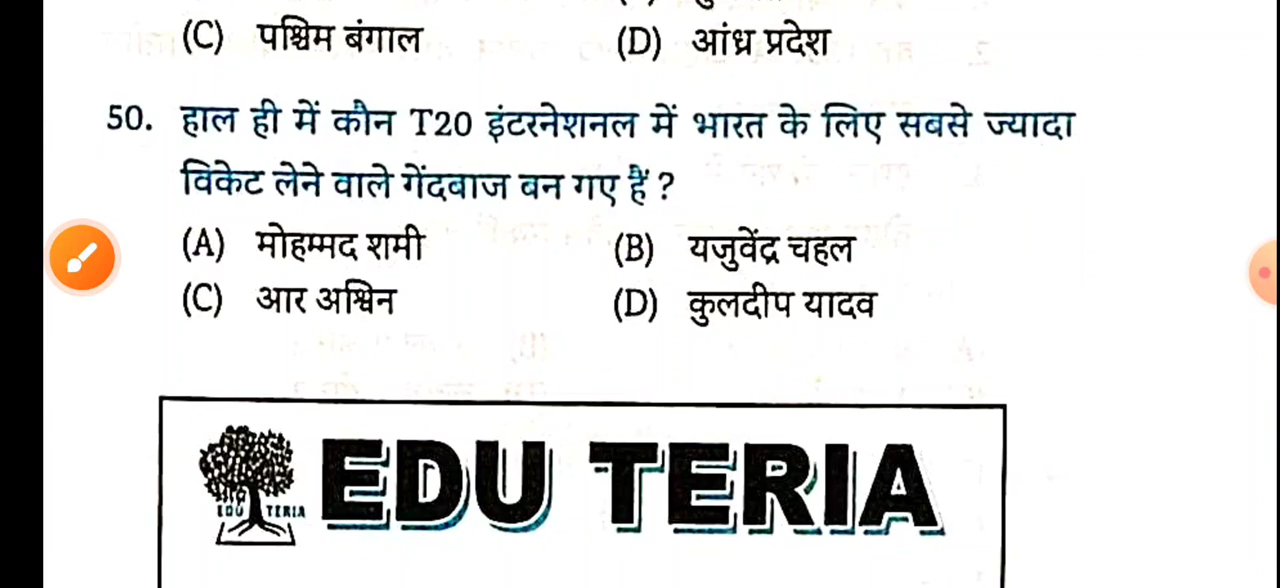 (C) पश्चिम बंगाल (D) आंध्र प्रदेश
50. हाल ही में कौन T20 इंटरनेशनल में भारत के लिए सबसे ज्यादा
विकेट लेने वाले गेंदबाज बन गए हैं ?
(A) मोहम्मद शमी (B) यजुवेंद्र चहल
(C) आर अश्विन (D) कुलदीप यादव
EDU TERIA
EDU TERIA